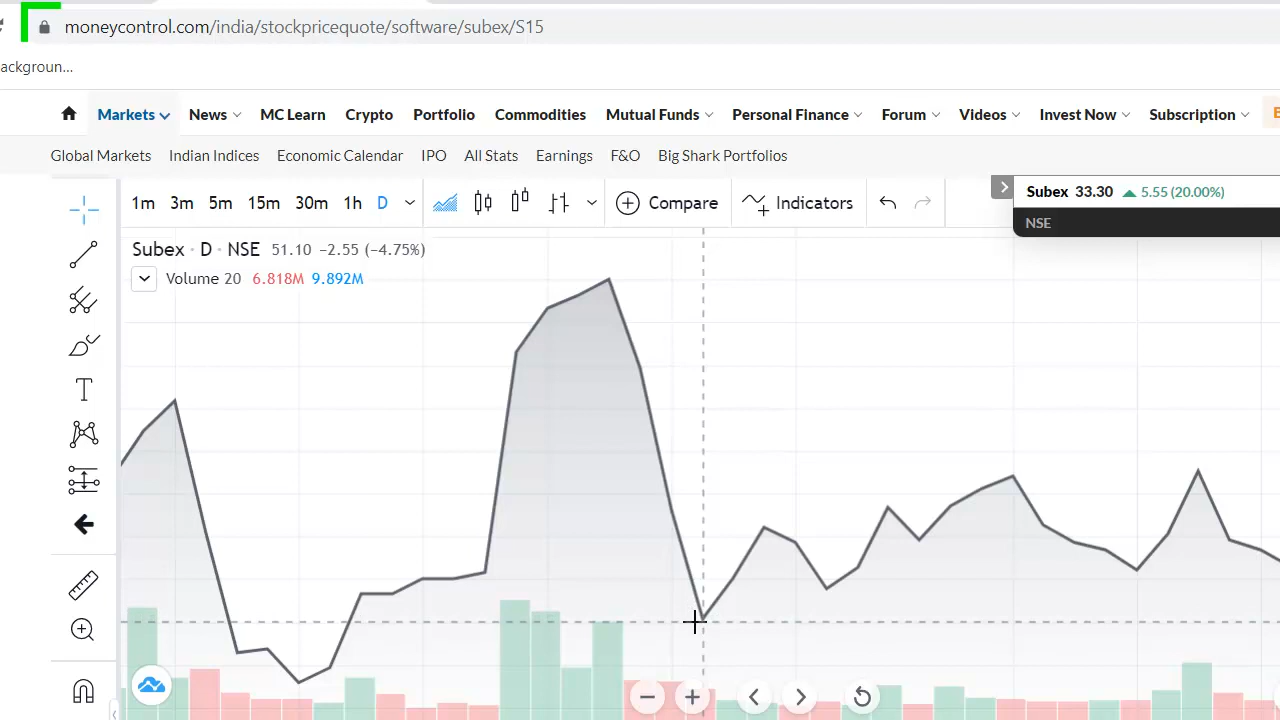 moneycontrol.com/india/stockpricequote/software/subex/S15
ackgroun...
Markets News MC Learn Crypto Portfolio Commodities Mutual Funds Personal Finance Forum Videos Invest Now Subscription
Global Markets Indian Indices Economic Calendar IPO All Stats Earnings F&O Big Shark Portfolios
1m 3m 5m 15m 30m 1h D Compare Indicators
Subex 33.30 5.55 (20.00%)
NSE
Subex · D · NSE 51.10 −2.55 (−4.75%)
Volume 20 6.818M 9.892M